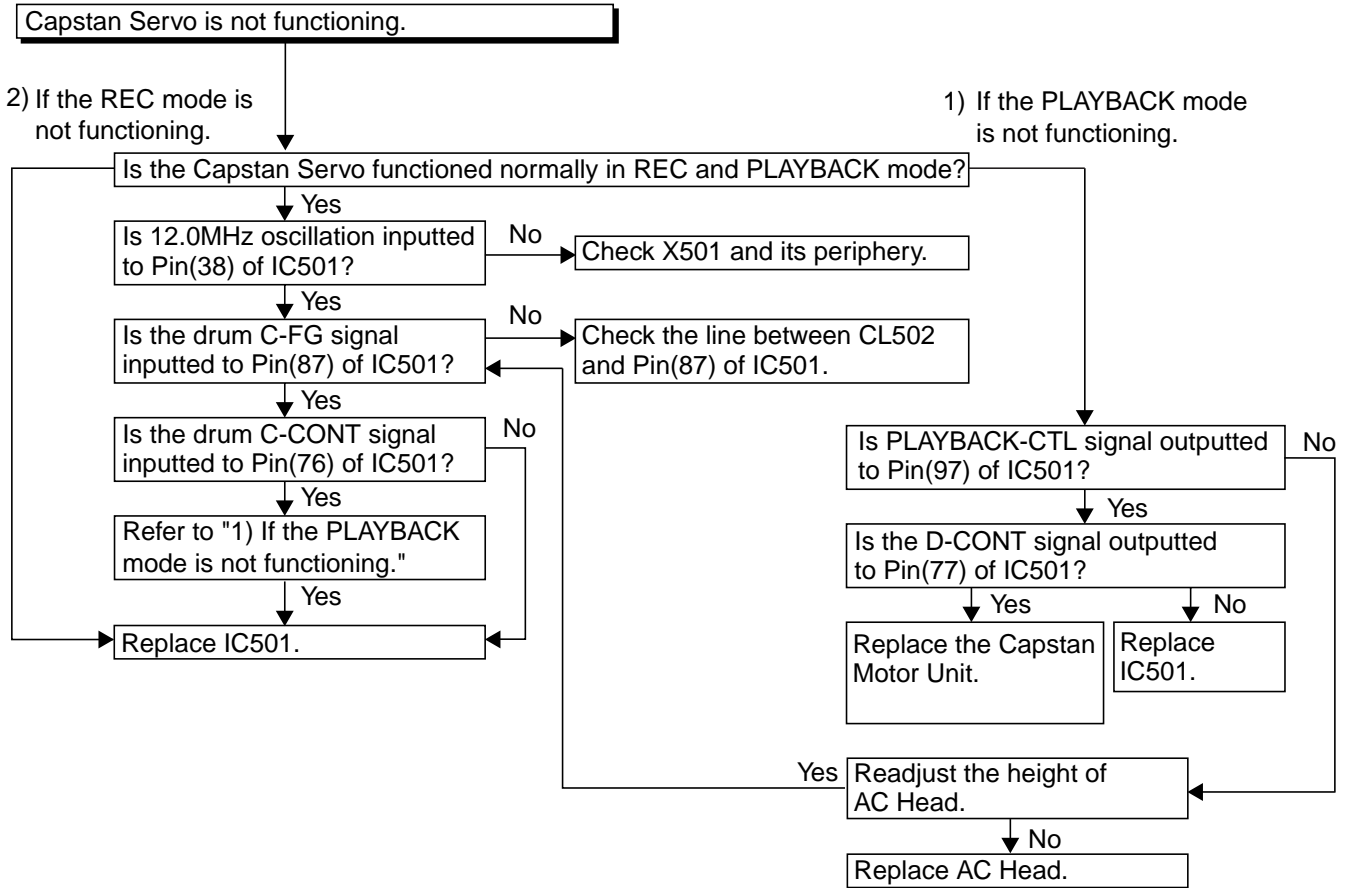 Capstan Servo is not functioning.
2) If the REC mode is
not functioning.
1) If the PLAYBACK mode
is not functioning.
Is the Capstan Servo functioned normally in REC and PLAYBACK mode?
Yes
Is 12.0MHz oscillation inputted
to Pin(38) of IC501?
No
Check X501 and its periphery.
Yes
Is the drum C-FG signal
inputted to Pin(87) of IC501?
No
Check the line between CL502
and Pin(87) of IC501.
Yes
Is the drum C-CONT signal
inputted to Pin(76) of IC501?
No
Yes
Refer to "1) If the PLAYBACK
mode is not functioning."
Yes
Replace IC501.
Is PLAYBACK-CTL signal outputted
to Pin(97) of IC501?
No
Yes
Is the D-CONT signal outputted
to Pin(77) of IC501?
Yes
No
Replace the Capstan
Motor Unit.
Replace
IC501.
Yes
Readjust the height of
AC Head.
No
Replace AC Head.